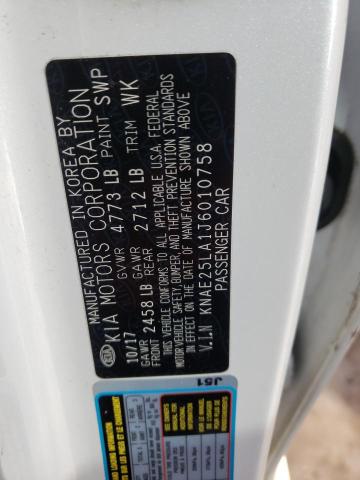 MANUFACTURED IN KOREA BY
KIA KIA MOTORS CORPORATION
10/17 GVWR 4773 LB PAINT SWP
GAWR GAWR
FRONT 2458 LB REAR 2712 LB TRIM WK
THIS VEHICLE CONFORMS TO ALL APPLICABLE U.S.A. FEDERAL
MOTOR VEHICLE SAFETY, BUMPER, AND THEFT PREVENTION STANDARDS
IN EFFECT ON THE DATE OF MANUFACTURE SHOWN ABOVE
V.I.N KNAE25LA1J6010758
PASSENGER CAR
J51